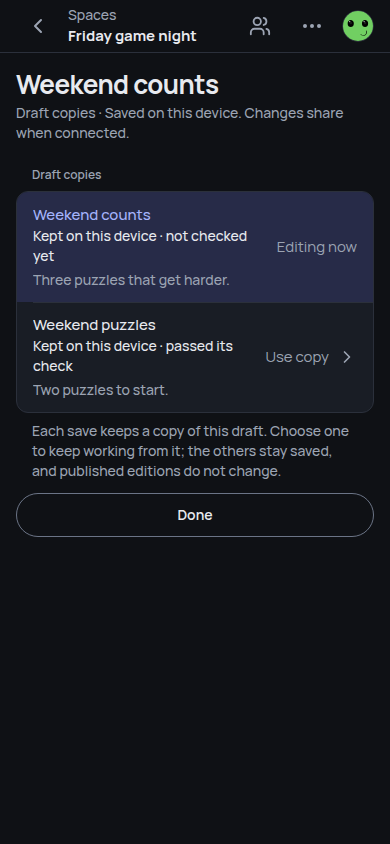 Spaces
Friday game night
Weekend counts
Draft copies · Saved on this device. Changes share
when connected.
Draft copies
Weekend counts
Kept on this device · not checked
yet
Editing now
Three puzzles that get harder.
Weekend puzzles
Kept on this device · passed its
check
Use copy
Two puzzles to start.
Each save keeps a copy of this draft. Choose one
to keep working from it; the others stay saved,
and published editions do not change.
Done